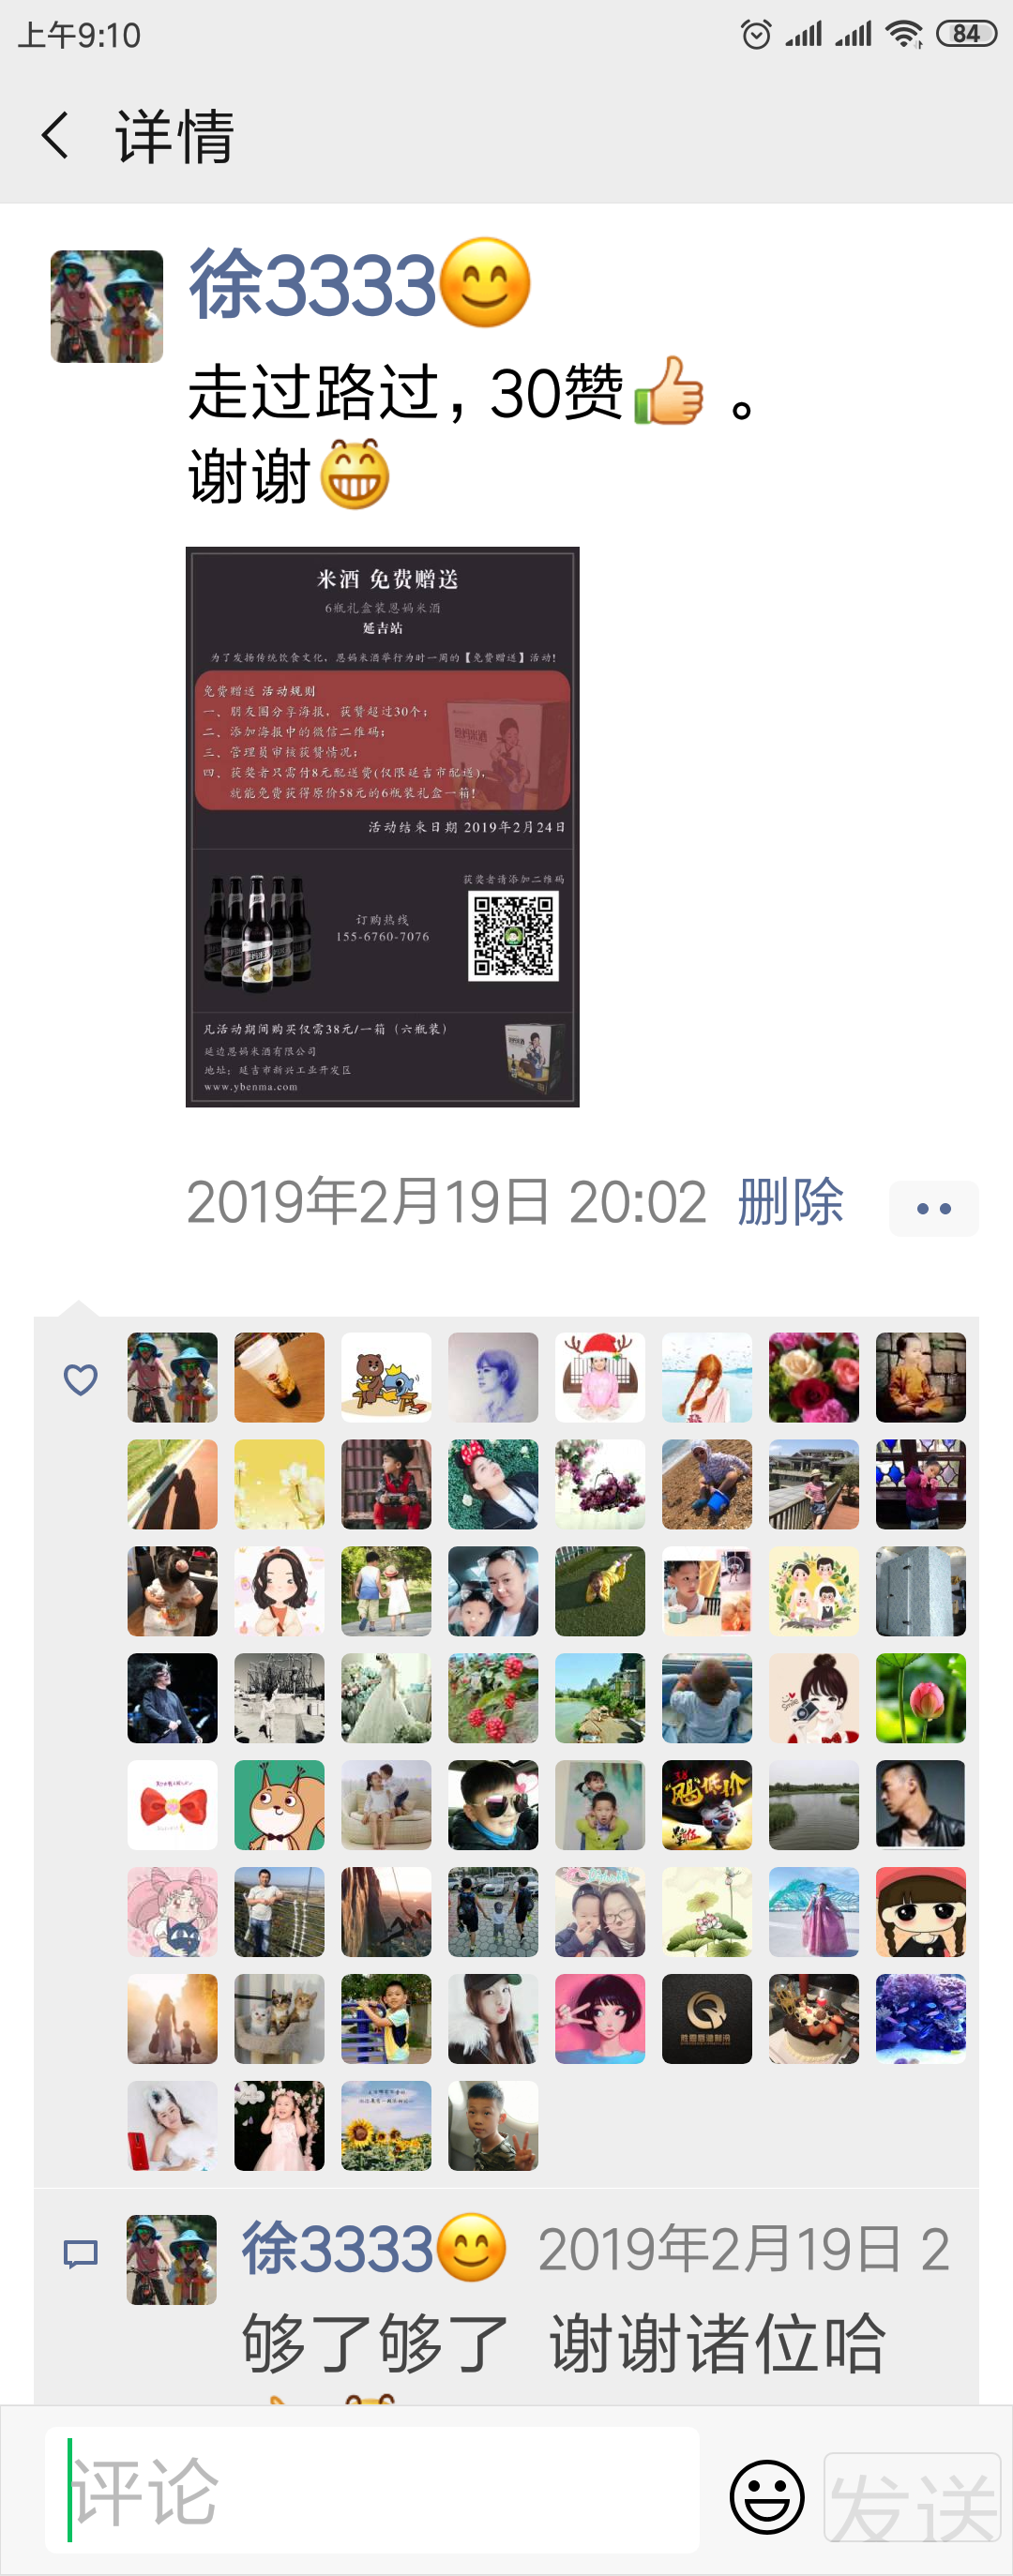 上午9:10
84
详情
徐3333😊
走过路过，30赞👍 。
谢谢😁
米酒 免费赠送
6瓶礼盒装恩妈米酒
延吉站
为了发扬传统饮食文化，恩妈米酒举行为时一周的【免费赠送】活动！
免费赠送 活动规则
一、朋友圈分享海报，获赞超过30个；
二、添加海报中的微信二维码；
三、管理员审核获赞情况；
四、获奖者只需付8元配送费(仅限延吉市配送)，
就能免费获得原价58元的6瓶装礼盒一箱！
活动结束日期 2019年2月24日
获奖者请添加二维码
订购热线
155-6760-7076
凡活动期间购买仅需38元/一箱（六瓶装）
延边恩妈米酒有限公司
地址：延吉市新兴工业开发区
www.ybenma.com
2019年2月19日 20:02 删除
徐3333😊 2019年2月19日 2
够了够了 谢谢诸位哈
评论
发送